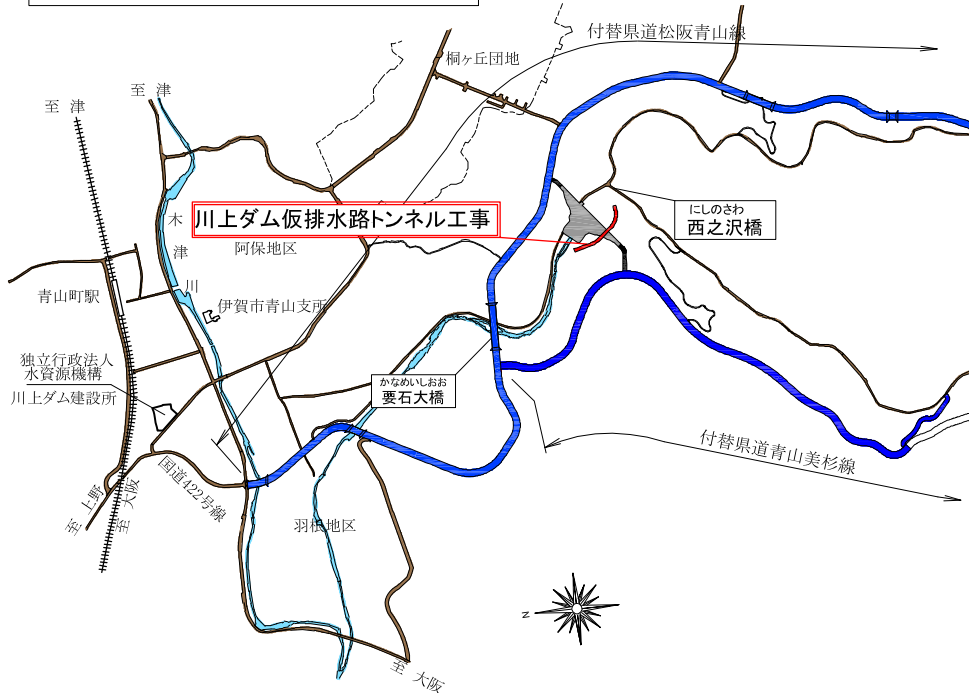 付替県道松阪青山線
桐ヶ丘団地
至 津
至 津
川上ダム仮排水路トンネル工事
にしのさわ
西之沢橋
木津川
阿保地区
青山町駅
伊賀市青山支所
独立行政法人
水資源機構
川上ダム建設所
かなめいしおお
要石大橋
付替県道青山美杉線
国道422号線
至 上野
至 大阪
羽根地区
N
至 大阪